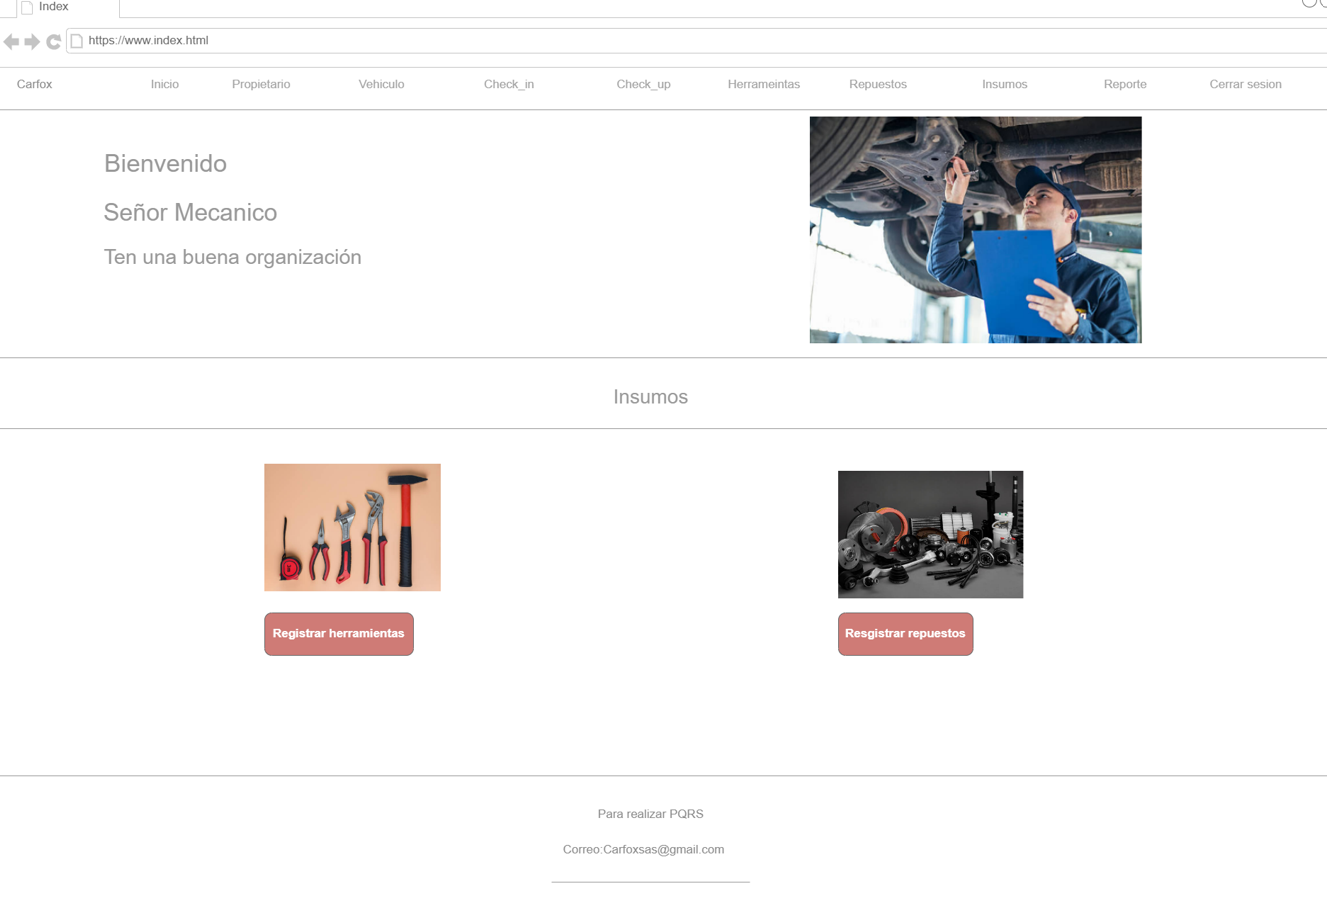 Index
https://www.index.html
Carfox Inicio Propietario Vehiculo Check_in Check_up Herrameintas Repuestos Insumos Reporte Cerrar sesion
Bienvenido
Señor Mecanico
Ten una buena organización
Insumos
Registrar herramientas
Resgistrar repuestos
Para realizar PQRS
Correo:Carfoxsas@gmail.com